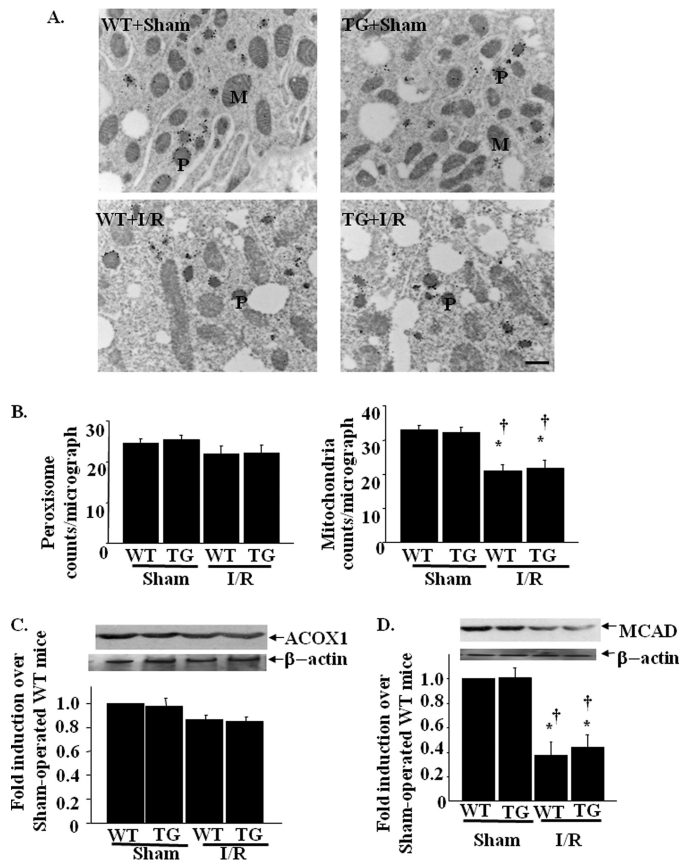 A.
WT+Sham
TG+Sham
M
P
P
M
WT+I/R
TG+I/R
P
P
B.
Peroxisome
counts/micrograph
30
20
10
0
WT TG WT TG
Sham I/R
Mitochondria
counts/micrograph
40
30
20
10
0
† †
* *
WT TG WT TG
Sham I/R
C.
ACOX1
β–actin
Fold induction over
Sham-operated WT mice
1.0
0.8
0.6
0.4
0.2
0
WT TG WT TG
Sham I/R
D.
MCAD
β–actin
Fold induction over
Sham-operated WT mice
1.0
0.8
0.6
0.4
0.2
0
*† †
*
WT TG WT TG
Sham I/R